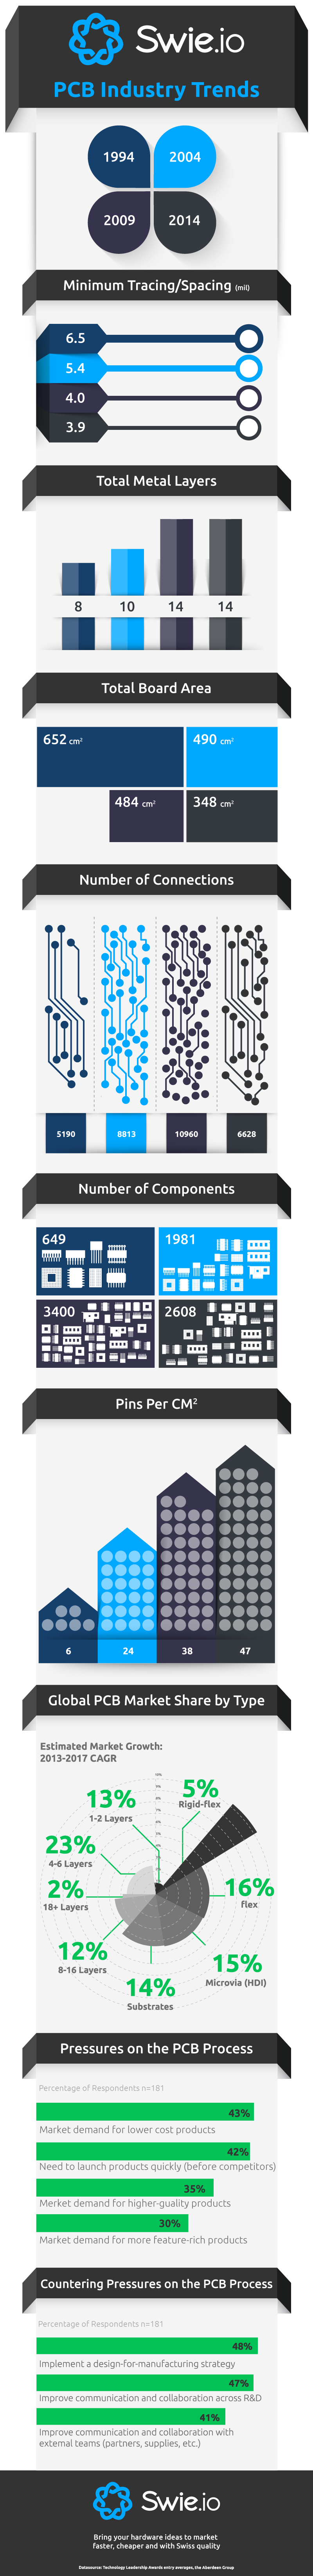 Swie.io
PCB Industry Trends
1994
2004
2009
2014
Minimum Tracing/Spacing (mil)
6.5
5.4
4.0
3.9
Total Metal Layers
8
10
14
14
Total Board Area
652 cm²
490 cm²
484 cm²
348 cm²
Number of Connections
5190
8813
10960
6628
Number of Components
649
1981
3400
2608
Pins Per CM²
6
24
38
47
Global PCB Market Share by Type
Estimated Market Growth:
2013-2017 CAGR
10%
9%
8%
13%
1-2 Layers
5%
Rigid-flex
23%
4-6 Layers
2%
18+ Layers
16%
flex
12%
8-16 Layers
15%
Microvia (HDI)
14%
Substrates
Pressures on the PCB Process
Percentage of Respondents n=181
43%
Market demand for lower cost products
42%
Need to launch products quickly (before competitors)
35%
Merket demand for higher-guality products
30%
Market demand for more feature-rich products
Countering Pressures on the PCB Process
Percentage of Respondents n=181
48%
Implement a design-for-manufacturing strategy
47%
Improve communication and collaboration across R&D
41%
Improve communication and collaboration with
extemal teams (partners, supplies, etc.)
Swie.io
Bring your hardware ideas to market
faster, cheaper and with Swiss quality
Datasource: Technology Leadership Awards entry averages, the Aberdeen Group